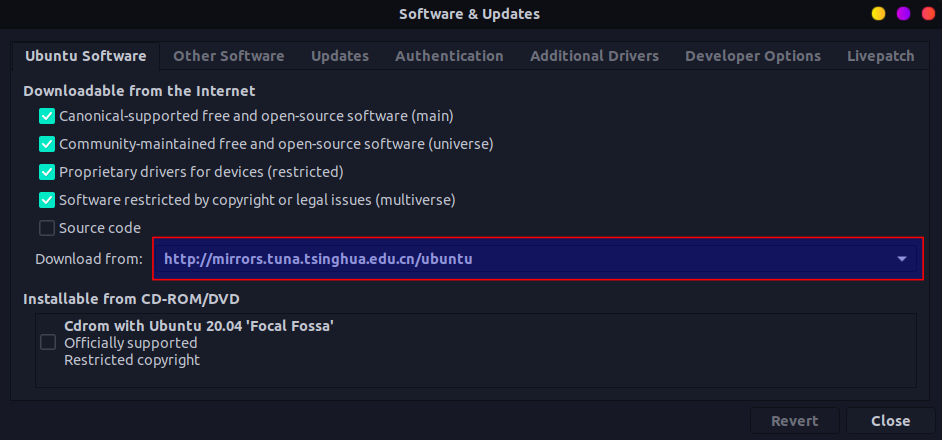 Software & Updates
Ubuntu Software Other Software Updates Authentication Additional Drivers Developer Options Livepatch
Downloadable from the Internet
Canonical-supported free and open-source software (main)
Community-maintained free and open-source software (universe)
Proprietary drivers for devices (restricted)
Software restricted by copyright or legal issues (multiverse)
Source code
Download from: http://mirrors.tuna.tsinghua.edu.cn/ubuntu
Installable from CD-ROM/DVD
Cdrom with Ubuntu 20.04 'Focal Fossa'
Officially supported
Restricted copyright
Revert Close